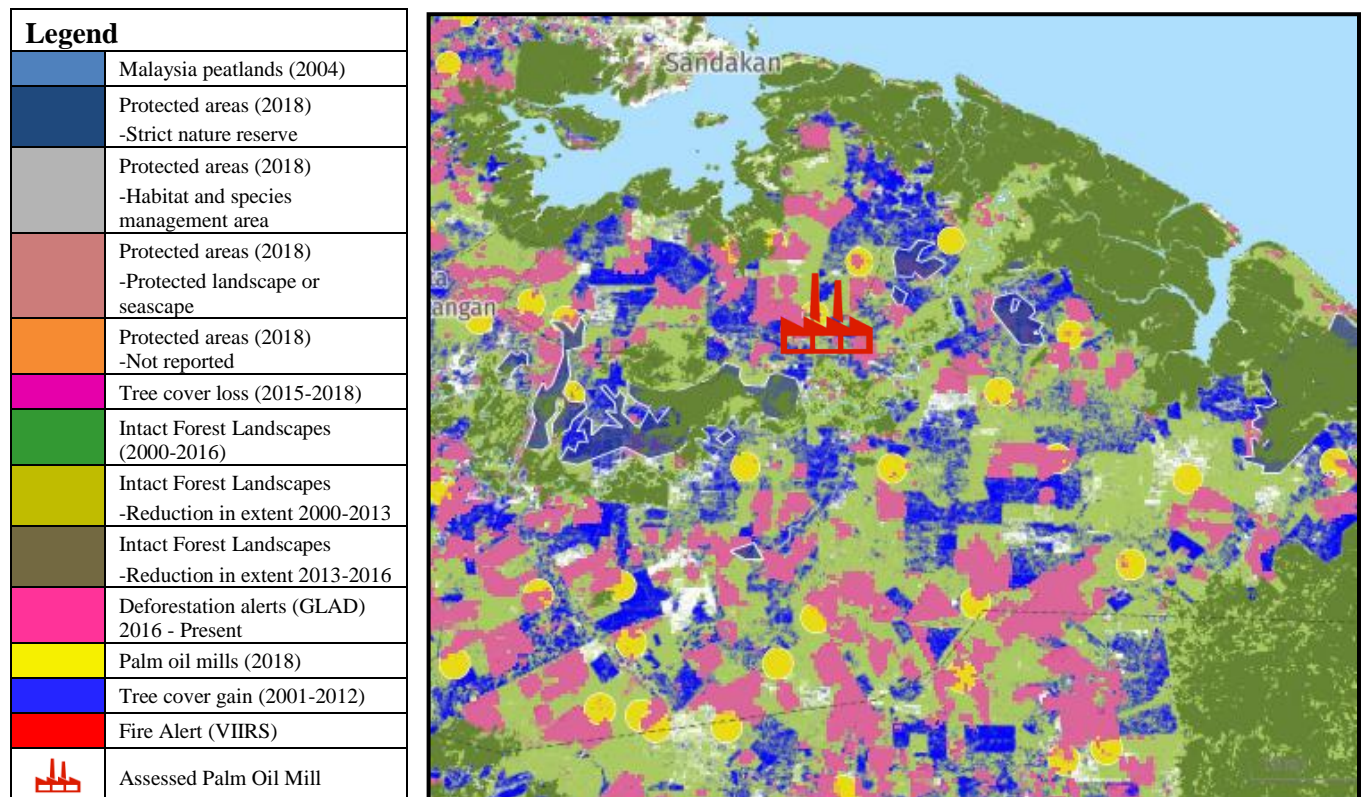 Legend
Malaysia peatlands (2004)
Protected areas (2018)
-Strict nature reserve
Protected areas (2018)
-Habitat and species
management area
Protected areas (2018)
-Protected landscape or
seascape
Protected areas (2018)
-Not reported
Tree cover loss (2015-2018)
Intact Forest Landscapes
(2000-2016)
Intact Forest Landscapes
-Reduction in extent 2000-2013
Intact Forest Landscapes
-Reduction in extent 2013-2016
Deforestation alerts (GLAD)
2016 - Present
Palm oil mills (2018)
Tree cover gain (2001-2012)
Fire Alert (VIIRS)
Assessed Palm Oil Mill
Sandakan
angan